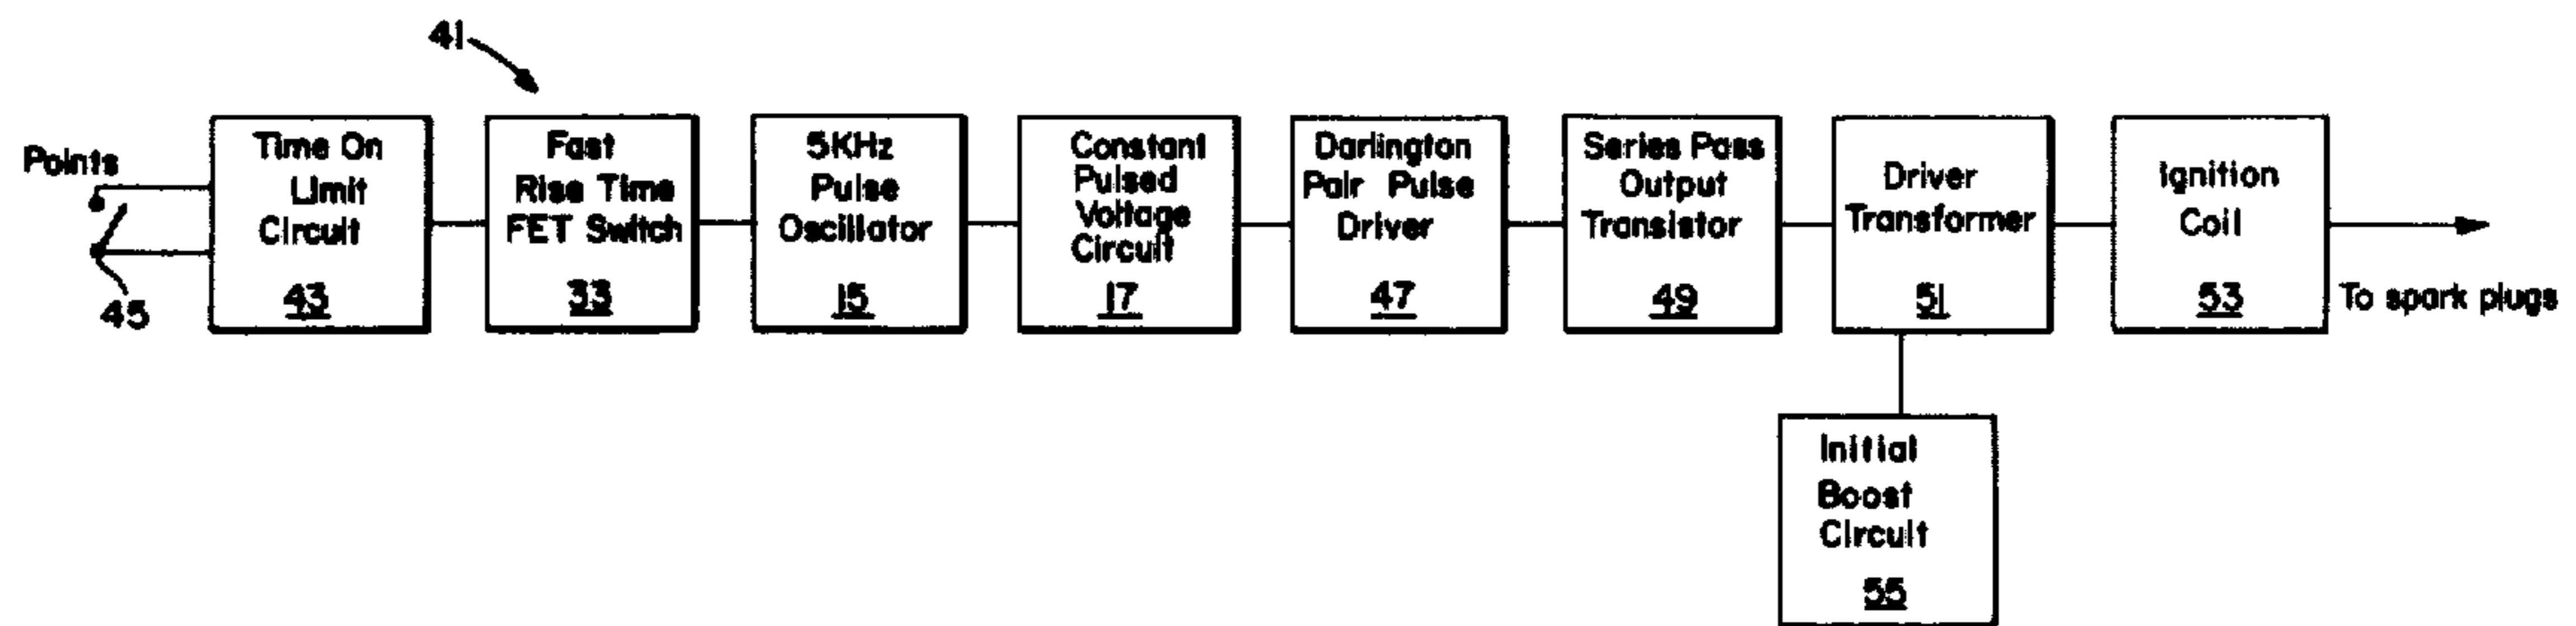 41
Points
45
Time On
Limit
Circuit
43
Fast
Rise Time
FET Switch
33
5KHz
Pulse
Oscillator
15
Constant
Pulsed
Voltage
Circuit
17
Darlington
Pair Pulse
Driver
47
Series Pass
Output
Transistor
49
Driver
Transformer
51
Ignition
Coil
53
To spark plugs
Initial
Boost
Circuit
55